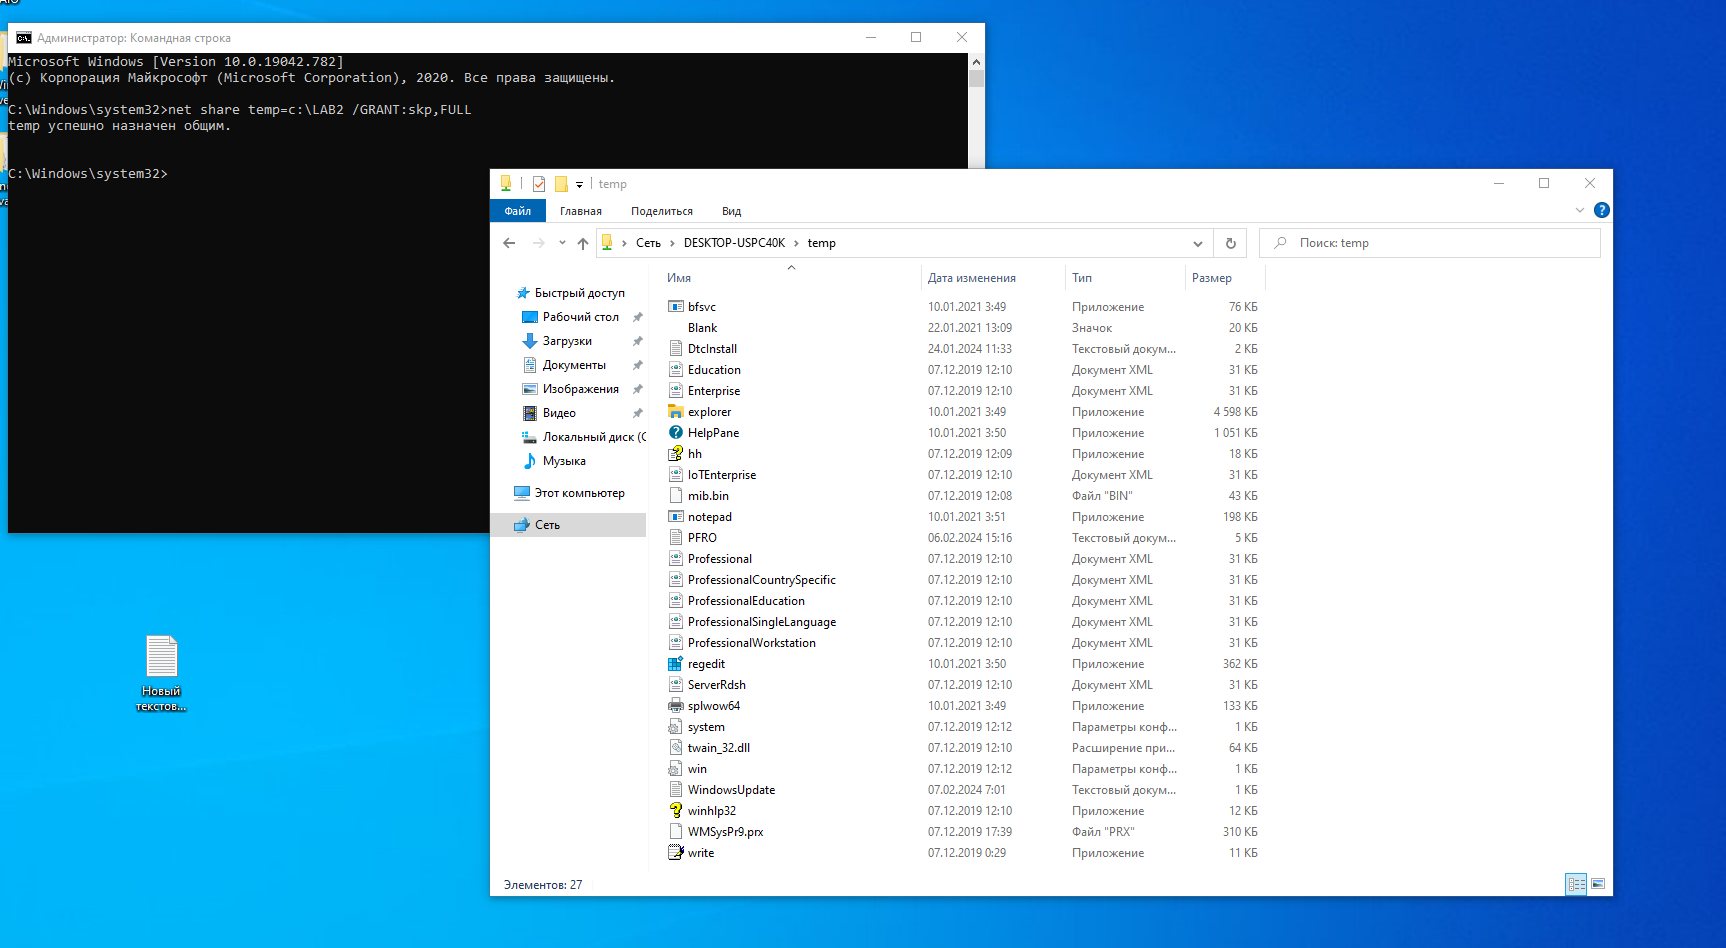 Администратор: Командная строка
Microsoft Windows [Version 10.0.19042.782]
(c) Корпорация Майкрософт (Microsoft Corporation), 2020. Все права защищены.
C:\Windows\system32>net share temp=c:\LAB2 /GRANT:skp,FULL
temp успешно назначен общим.
C:\Windows\system32>
temp
Файл Главная Поделиться Вид
Сеть DESKTOP-USPC40K temp
Поиск: temp
Быстрый доступ
Рабочий стол
Загрузки
Документы
Изображения
Видео
Локальный диск (C
Музыка
Этот компьютер
Сеть
Имя Дата изменения Тип Размер
bfsvc 10.01.2021 3:49 Приложение 76 КБ
Blank 22.01.2021 13:09 Значок 20 КБ
DtcInstall 24.01.2024 11:33 Текстовый докум... 2 КБ
Education 07.12.2019 12:10 Документ XML 31 КБ
Enterprise 07.12.2019 12:10 Документ XML 31 КБ
explorer 10.01.2021 3:49 Приложение 4 598 КБ
HelpPane 10.01.2021 3:50 Приложение 1 051 КБ
hh 07.12.2019 12:09 Приложение 18 КБ
IoTEnterprise 07.12.2019 12:10 Документ XML 31 КБ
mib.bin 07.12.2019 12:08 Файл "BIN" 43 КБ
notepad 10.01.2021 3:51 Приложение 198 КБ
PFRO 06.02.2024 15:16 Текстовый докум... 5 КБ
Professional 07.12.2019 12:10 Документ XML 31 КБ
ProfessionalCountrySpecific 07.12.2019 12:10 Документ XML 31 КБ
ProfessionalEducation 07.12.2019 12:10 Документ XML 31 КБ
ProfessionalSingleLanguage 07.12.2019 12:10 Документ XML 31 КБ
ProfessionalWorkstation 07.12.2019 12:10 Документ XML 31 КБ
regedit 10.01.2021 3:50 Приложение 362 КБ
ServerRdsh 07.12.2019 12:10 Документ XML 31 КБ
splwow64 10.01.2021 3:49 Приложение 133 КБ
system 07.12.2019 12:12 Параметры конф... 1 КБ
twain_32.dll 07.12.2019 12:10 Расширение при... 64 КБ
win 07.12.2019 12:12 Параметры конф... 1 КБ
WindowsUpdate 07.02.2024 7:01 Текстовый докум... 1 КБ
winhlp32 07.12.2019 12:10 Приложение 12 КБ
WMSysPr9.prx 07.12.2019 17:39 Файл "PRX" 310 КБ
write 07.12.2019 0:29 Приложение 11 КБ
Элементов: 27
Новый
текстов...